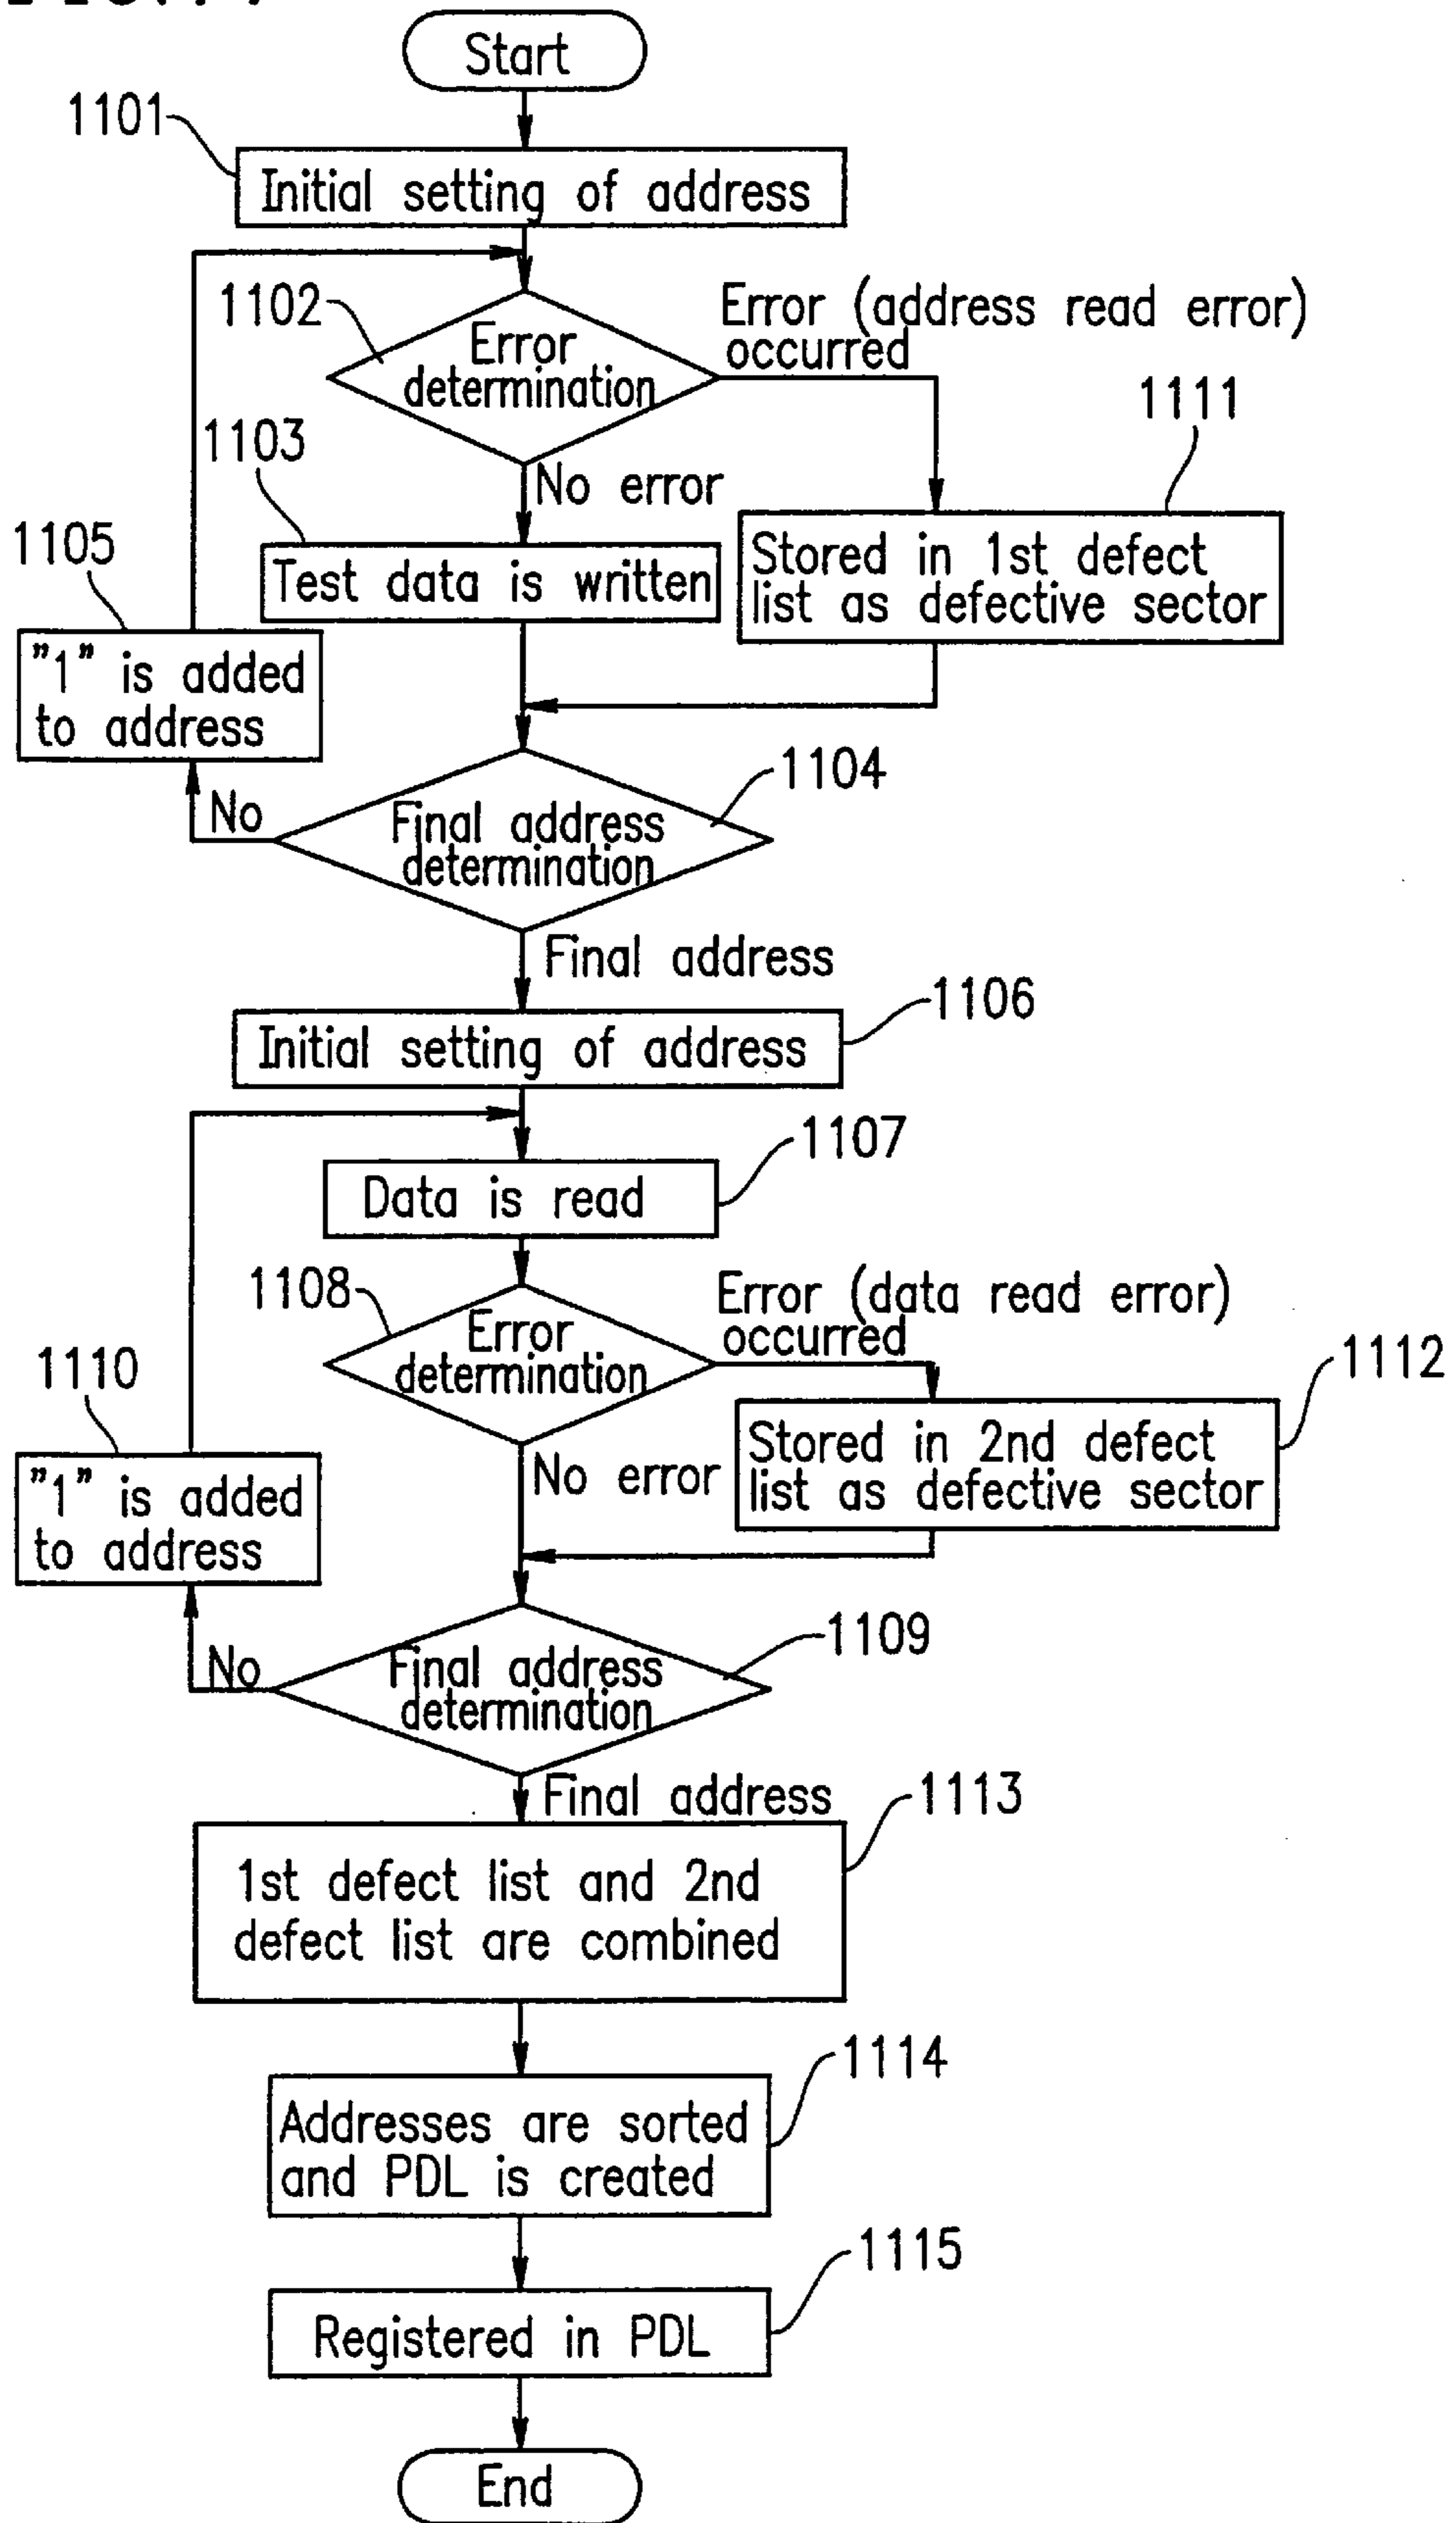 Start
1101
Initial setting of address
1102
Error
determination
Error (address read error)
occurred
1111
1103
No error
Stored in 1st defect
list as defective sector
1105
Test data is written
"1" is added
to address
1104
No
Final address
determination
Final address
1106
Initial setting of address
1107
Data is read
1108
Error
determination
Error (data read error)
occurred
1112
1110
No error
Stored in 2nd defect
list as defective sector
"1" is added
to address
1109
No
Final address
determination
Final address
1113
1st defect list and 2nd
defect list are combined
1114
Addresses are sorted
and PDL is created
1115
Registered in PDL
End